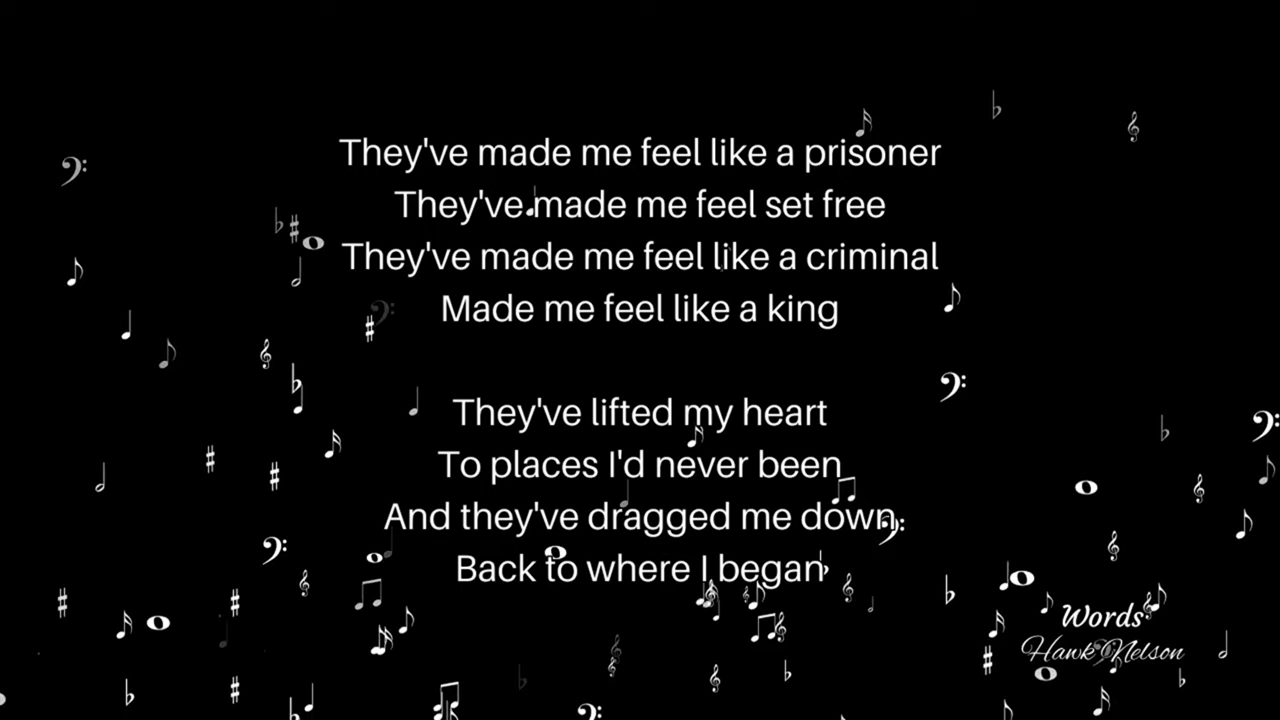 They've made me feel like a prisoner
They've made me feel set free
They've made me feel like a criminal
Made me feel like a king
They've lifted my heart
To places I'd never been
And they've dragged me down
Back to where I began
Words
Hawk Nelson